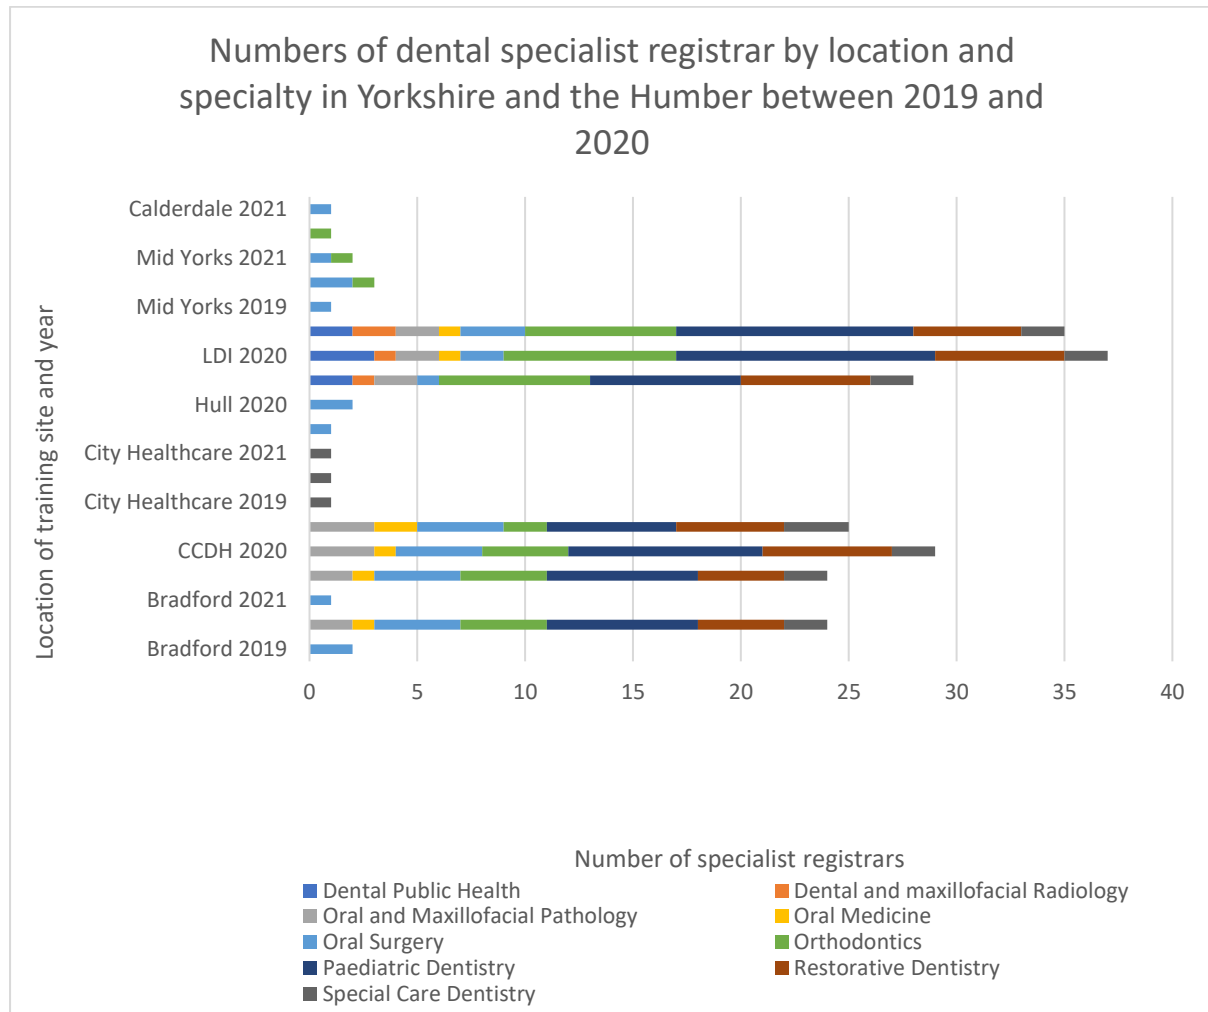 Numbers of dental specialist registrar by location and
specialty in Yorkshire and the Humber between 2019 and
2020
Location of training site and year
Calderdale 2021
Mid Yorks 2021
Mid Yorks 2019
LDI 2020
Hull 2020
City Healthcare 2021
City Healthcare 2019
CCDH 2020
Bradford 2021
Bradford 2019
0 5 10 15 20 25 30 35 40
Number of specialist registrars
Dental Public Health
Dental and maxillofacial Radiology
Oral and Maxillofacial Pathology
Oral Medicine
Oral Surgery
Orthodontics
Paediatric Dentistry
Restorative Dentistry
Special Care Dentistry